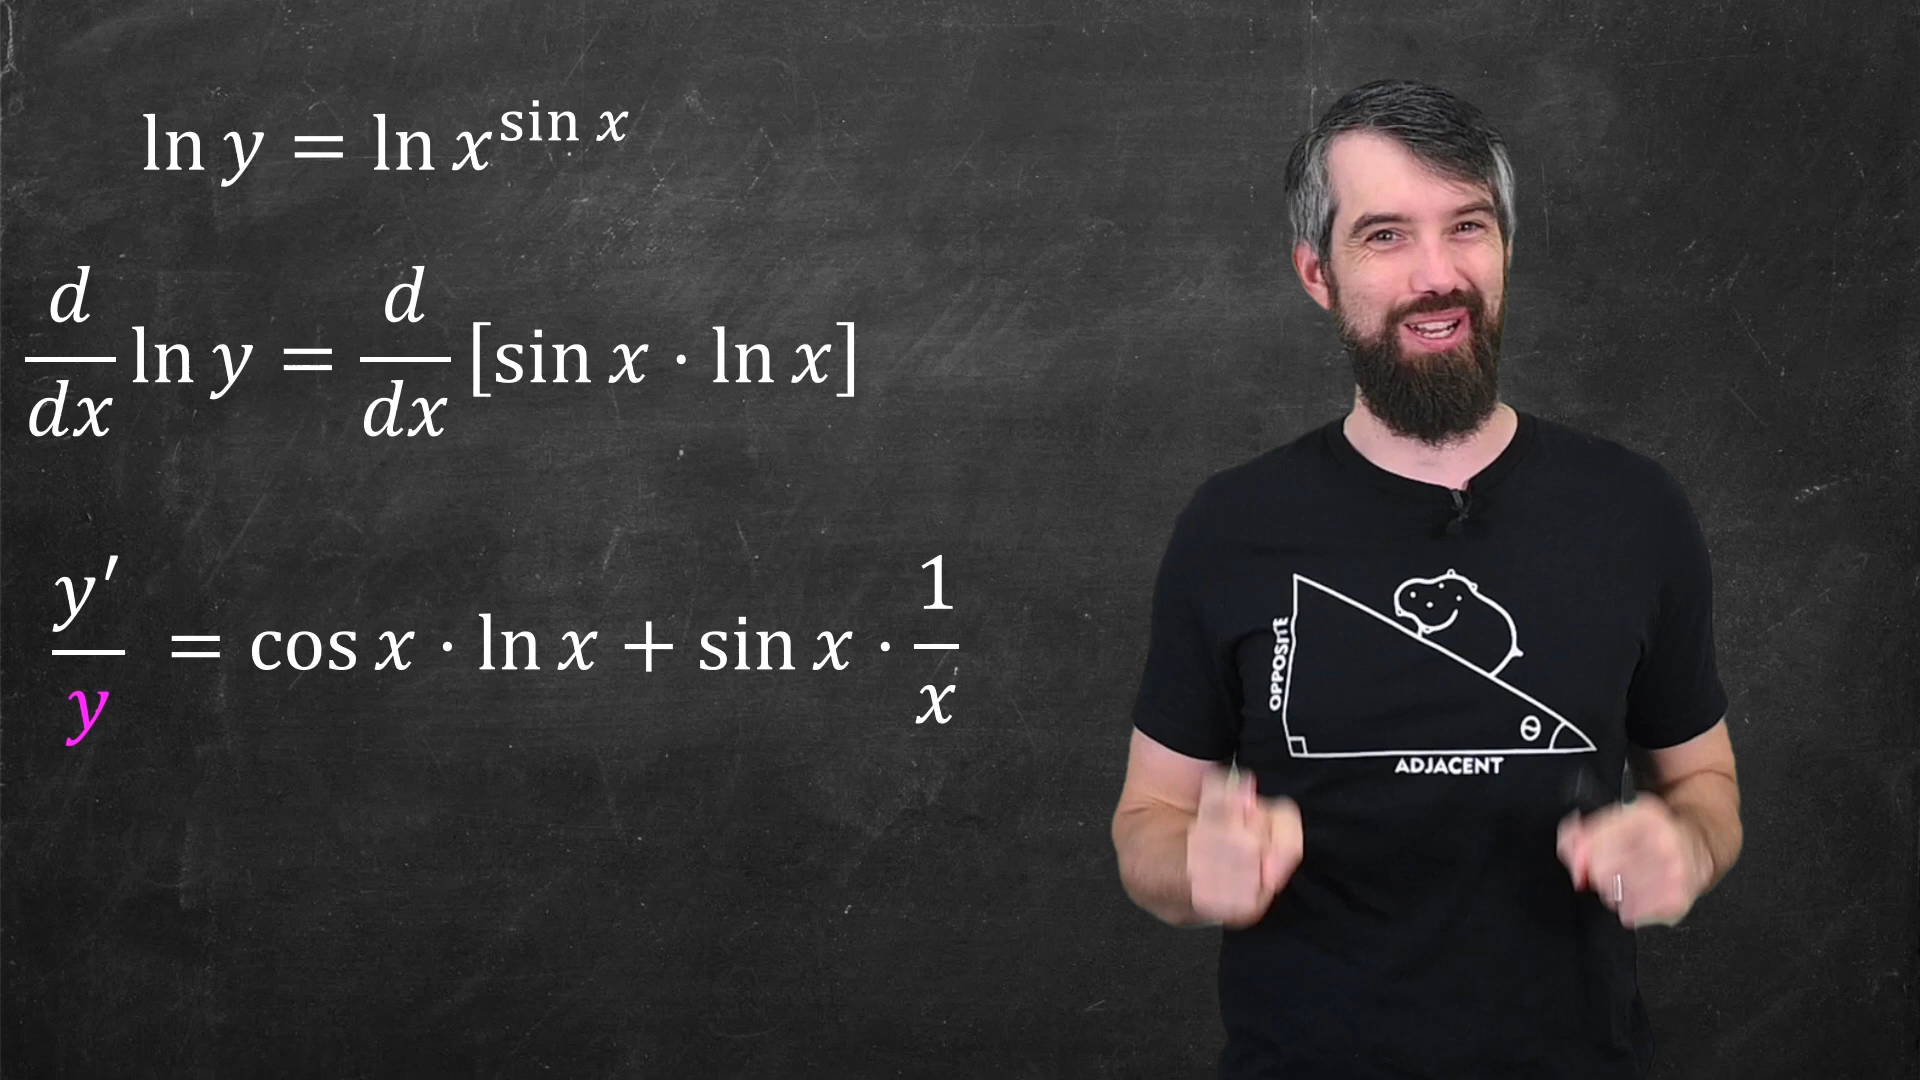 ln y = ln x^{sin x}
d/dx ln y = d/dx [sin x · ln x]
y′/y = cos x · ln x + sin x · 1/x
OPPOSITE
θ
ADJACENT